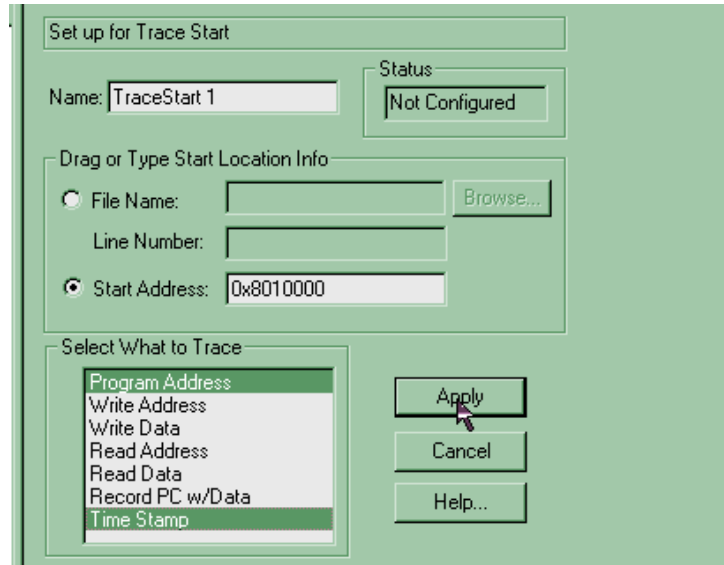 Set up for Trace Start
Status
Name: TraceStart 1
Not Configured
Drag or Type Start Location Info
File Name:
Browse...
Line Number:
Start Address: 0x8010000
Select What to Trace
Program Address
Write Address
Write Data
Read Address
Read Data
Record PC w/Data
Time Stamp
Apply
Cancel
Help...